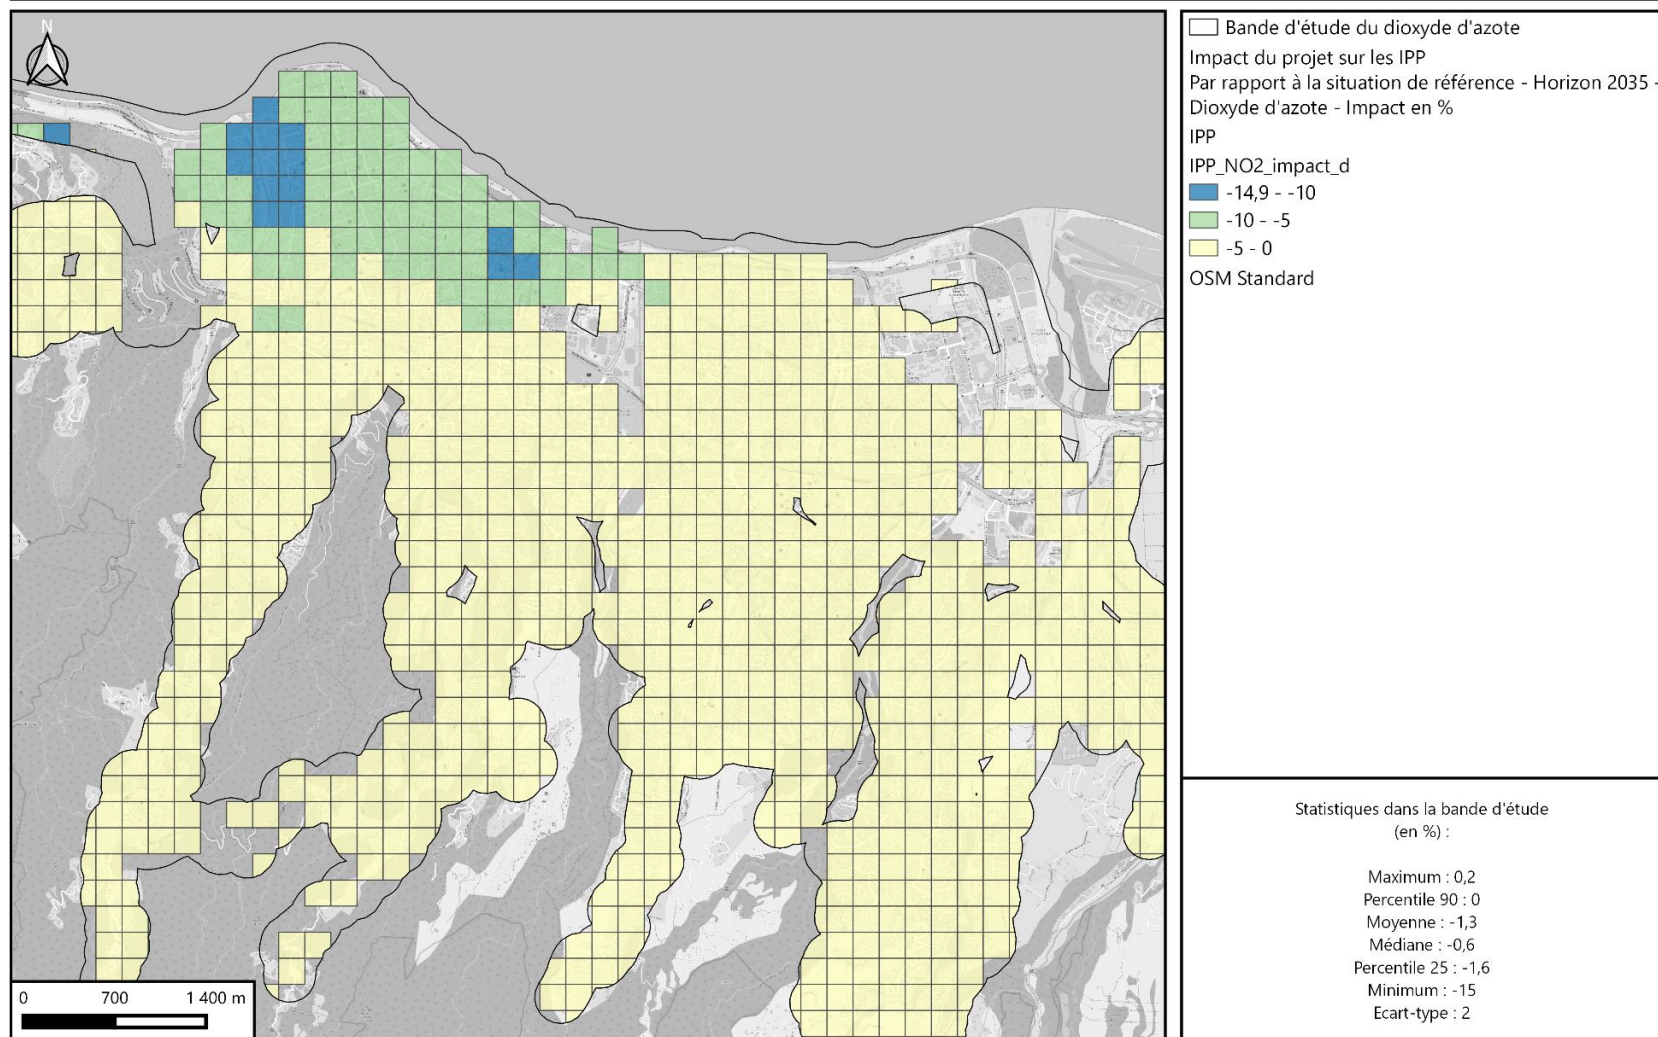 N
Bande d'étude du dioxyde d'azote
Impact du projet sur les IPP
Par rapport à la situation de référence - Horizon 2035 -
Dioxyde d'azote - Impact en %
IPP
IPP_NO2_impact_d
-14,9 - -10
-10 - -5
-5 - 0
OSM Standard
Statistiques dans la bande d'étude
(en %) :
Maximum : 0,2
Percentile 90 : 0
Moyenne : -1,3
Médiane : -0,6
Percentile 25 : -1,6
Minimum : -15
Ecart-type : 2
0 700 1 400 m